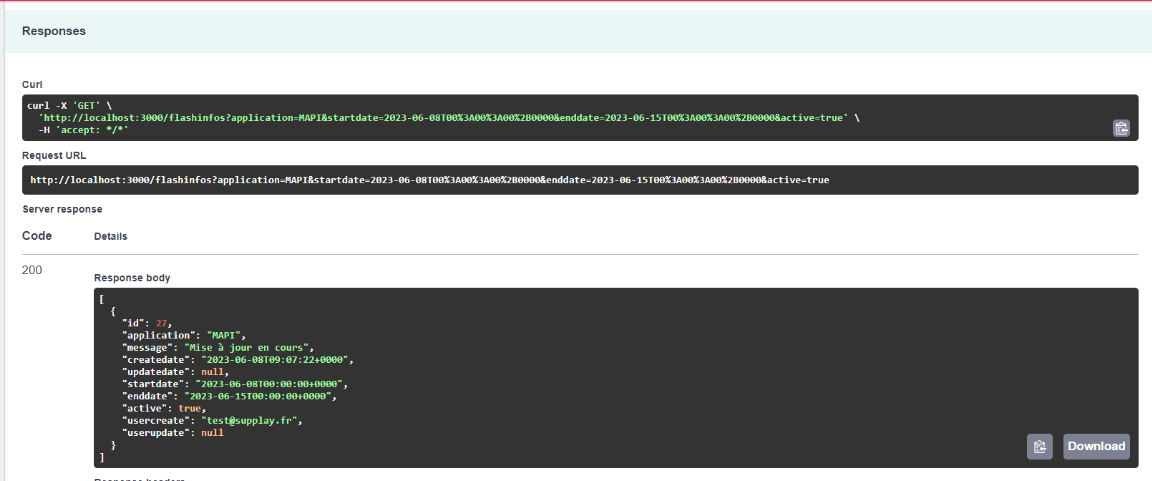 Responses
Curl
curl -X 'GET' \
'http://localhost:3000/flashinfos?application=MAPI&startdate=2023-06-08T00%3A00%3A00%2B0000&enddate=2023-06-15T00%3A00%3A00%2B0000&active=true' \
-H 'accept: */*'
Request URL
http://localhost:3000/flashinfos?application=MAPI&startdate=2023-06-08T00%3A00%3A00%2B0000&enddate=2023-06-15T00%3A00%3A00%2B0000&active=true
Server response
Code Details
200
Response body
[
{
"id": 27,
"application": "MAPI",
"message": "Mise à jour en cours",
"createdate": "2023-06-08T09:07:22+0000",
"updatedate": null,
"startdate": "2023-06-08T00:00:00+0000",
"enddate": "2023-06-15T00:00:00+0000",
"active": true,
"usercreate": "test@supplay.fr",
"userupdate": null
}
]
Download
Response headers